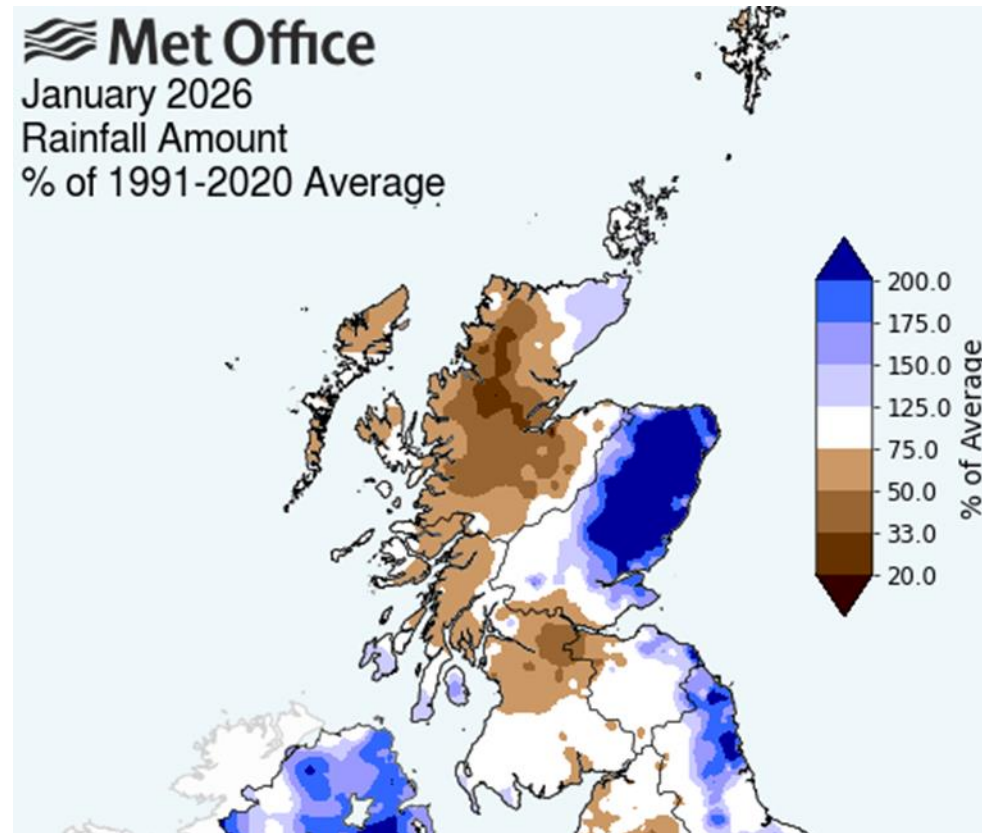 Met Office
January 2026
Rainfall Amount
% of 1991-2020 Average
200.0
175.0
150.0
125.0
75.0
50.0
33.0
20.0
% of Average